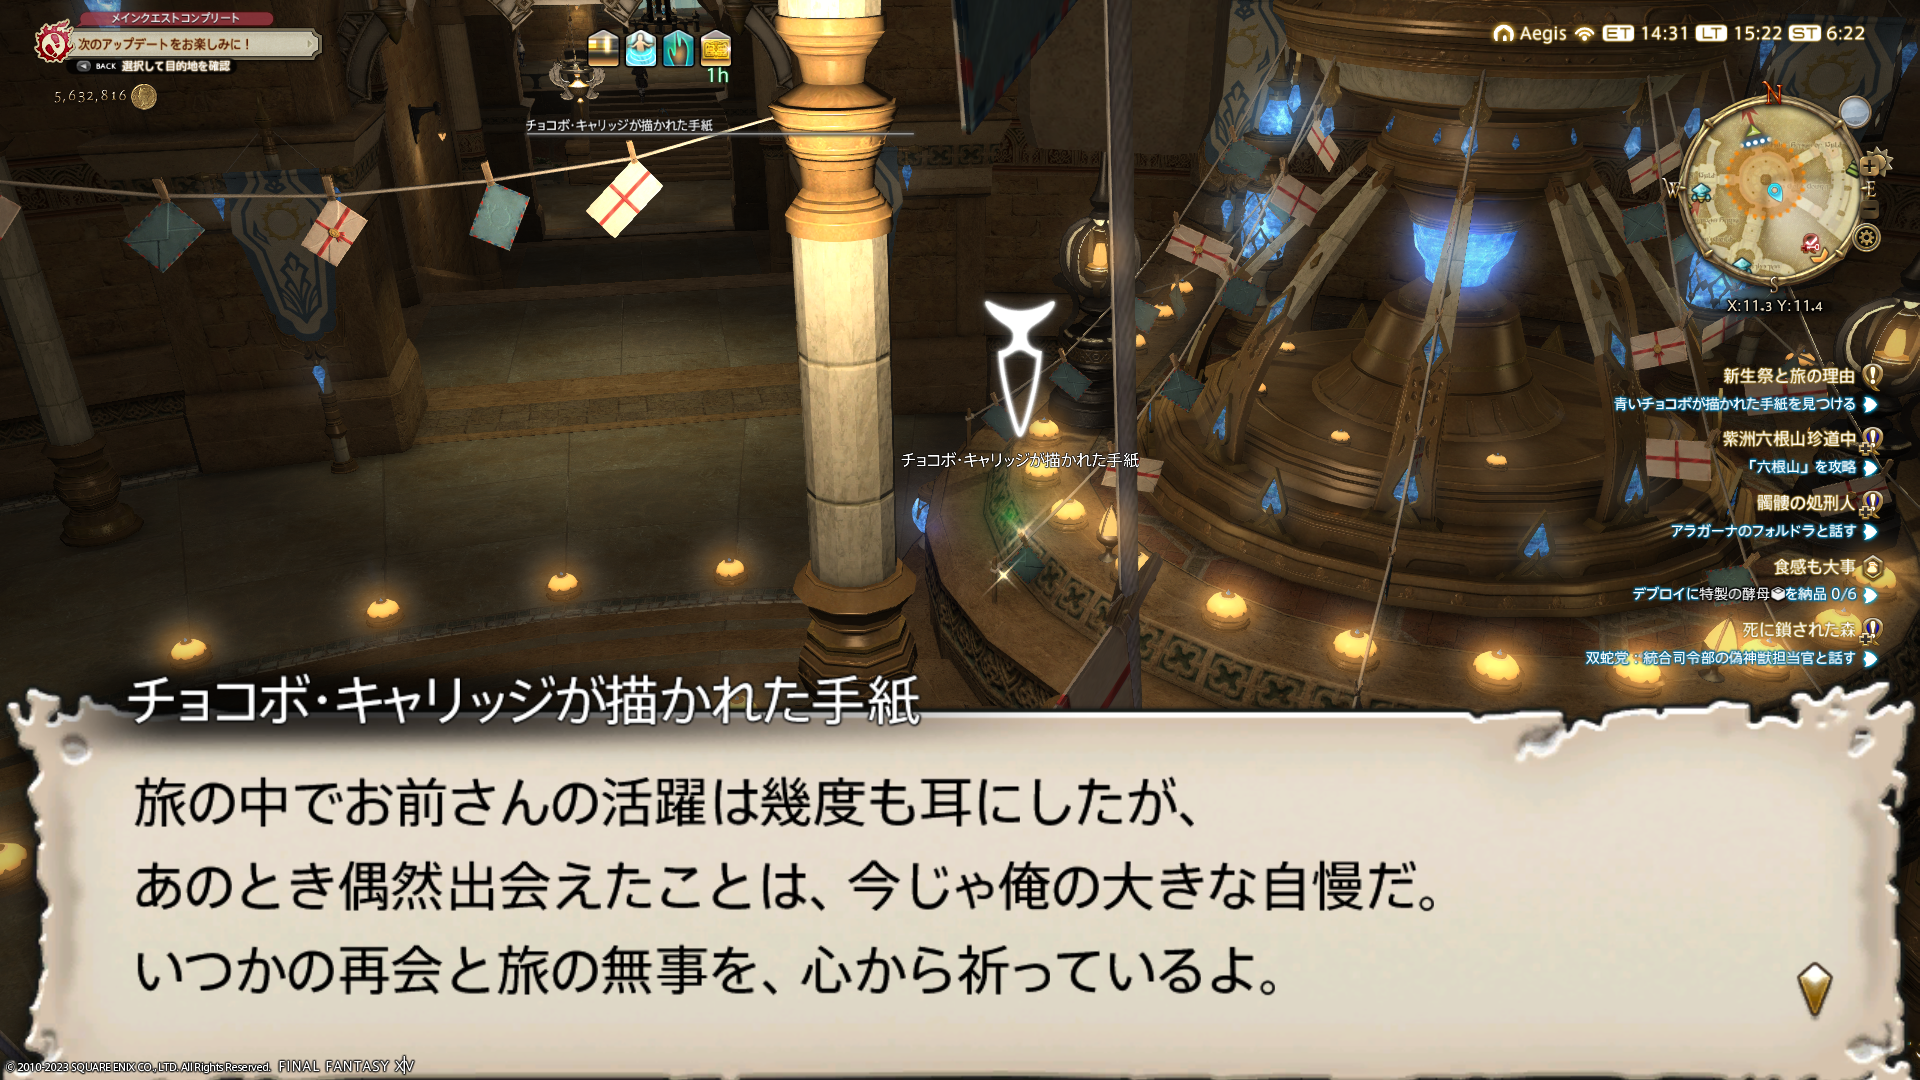 メインクエストコンプリート
次のアップデートをお楽しみに！
BACK 選択して目的地を確認
5,632,816
1h
チョコボ・キャリッジが描かれた手紙
Aegis ET 14:31 LT 15:22 ST 6:22
N
W
E
S
X:11.3 Y:11.4
新生祭と旅の理由
青いチョコボが描かれた手紙を見つける
紫洲六根山珍道中
「六根山」を攻略
髑髏の処刑人
アラガーナのフォルドラと話す
食感も大事
デブロイに特製の酵母を納品 0/6
死に鎖された森
双蛇党：統合司令部の偽神獣担当官と話す
チョコボ・キャリッジが描かれた手紙
チョコボ・キャリッジが描かれた手紙
旅の中でお前さんの活躍は幾度も耳にしたが、
あのとき偶然出会えたことは、今じゃ俺の大きな自慢だ。
いつかの再会と旅の無事を、心から祈っているよ。
© 2010-2023 SQUARE ENIX CO., LTD. All Rights Reserved. FINAL FANTASY XIV